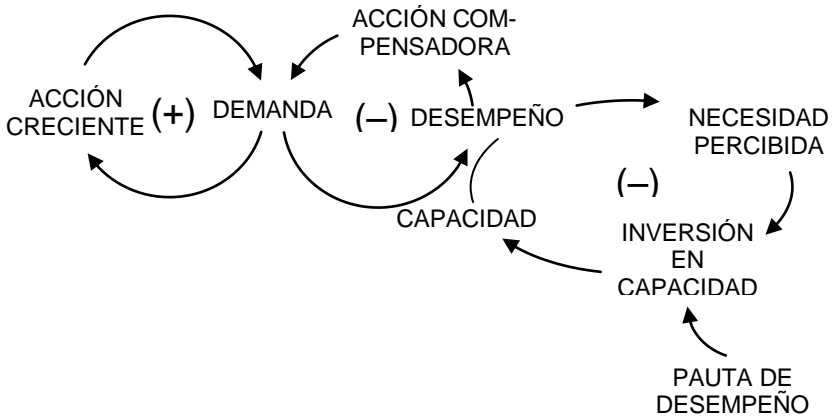 ACCIÓN COM-
PENSADORA
ACCIÓN
CRECIENTE
(+)
DEMANDA
(–)
DESEMPEÑO
NECESIDAD
PERCIBIDA
(–)
CAPACIDAD
INVERSIÓN
EN
CAPACIDAD
PAUTA DE
DESEMPEÑO